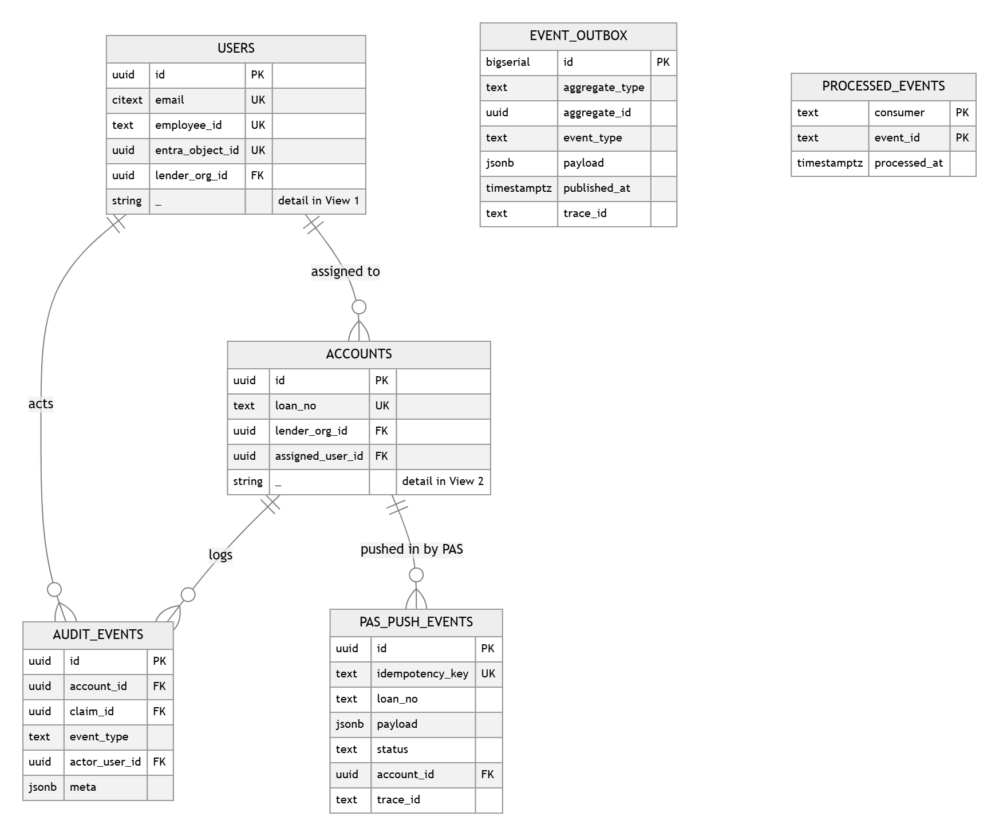 USERS
uuid id PK
citext email UK
text employee_id UK
uuid entra_object_id UK
uuid lender_org_id FK
string _ detail in View 1
EVENT_OUTBOX
bigserial id PK
text aggregate_type
uuid aggregate_id
text event_type
jsonb payload
timestamptz published_at
text trace_id
PROCESSED_EVENTS
text consumer PK
text event_id PK
timestamptz processed_at
assigned to
acts
ACCOUNTS
uuid id PK
text loan_no UK
uuid lender_org_id FK
uuid assigned_user_id FK
string _ detail in View 2
logs
pushed in by PAS
AUDIT_EVENTS
uuid id PK
uuid account_id FK
uuid claim_id FK
text event_type
uuid actor_user_id FK
jsonb meta
PAS_PUSH_EVENTS
uuid id PK
text idempotency_key UK
text loan_no
jsonb payload
text status
uuid account_id FK
text trace_id